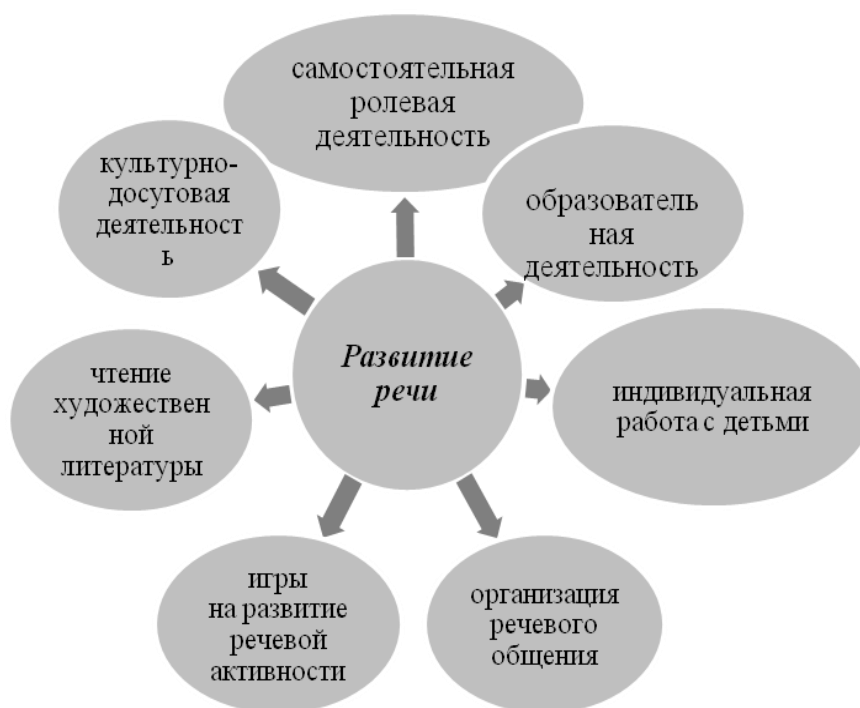 самостоятельная
ролевая
деятельность
культурно-
досуговая
деятельност
ь
образователь
ная
деятельность
Развитие
речи
чтение
художествен
ной
литературы
индивидуальная
работа с детьми
игры
на развитие
речевой
активности
организация
речевого
общения